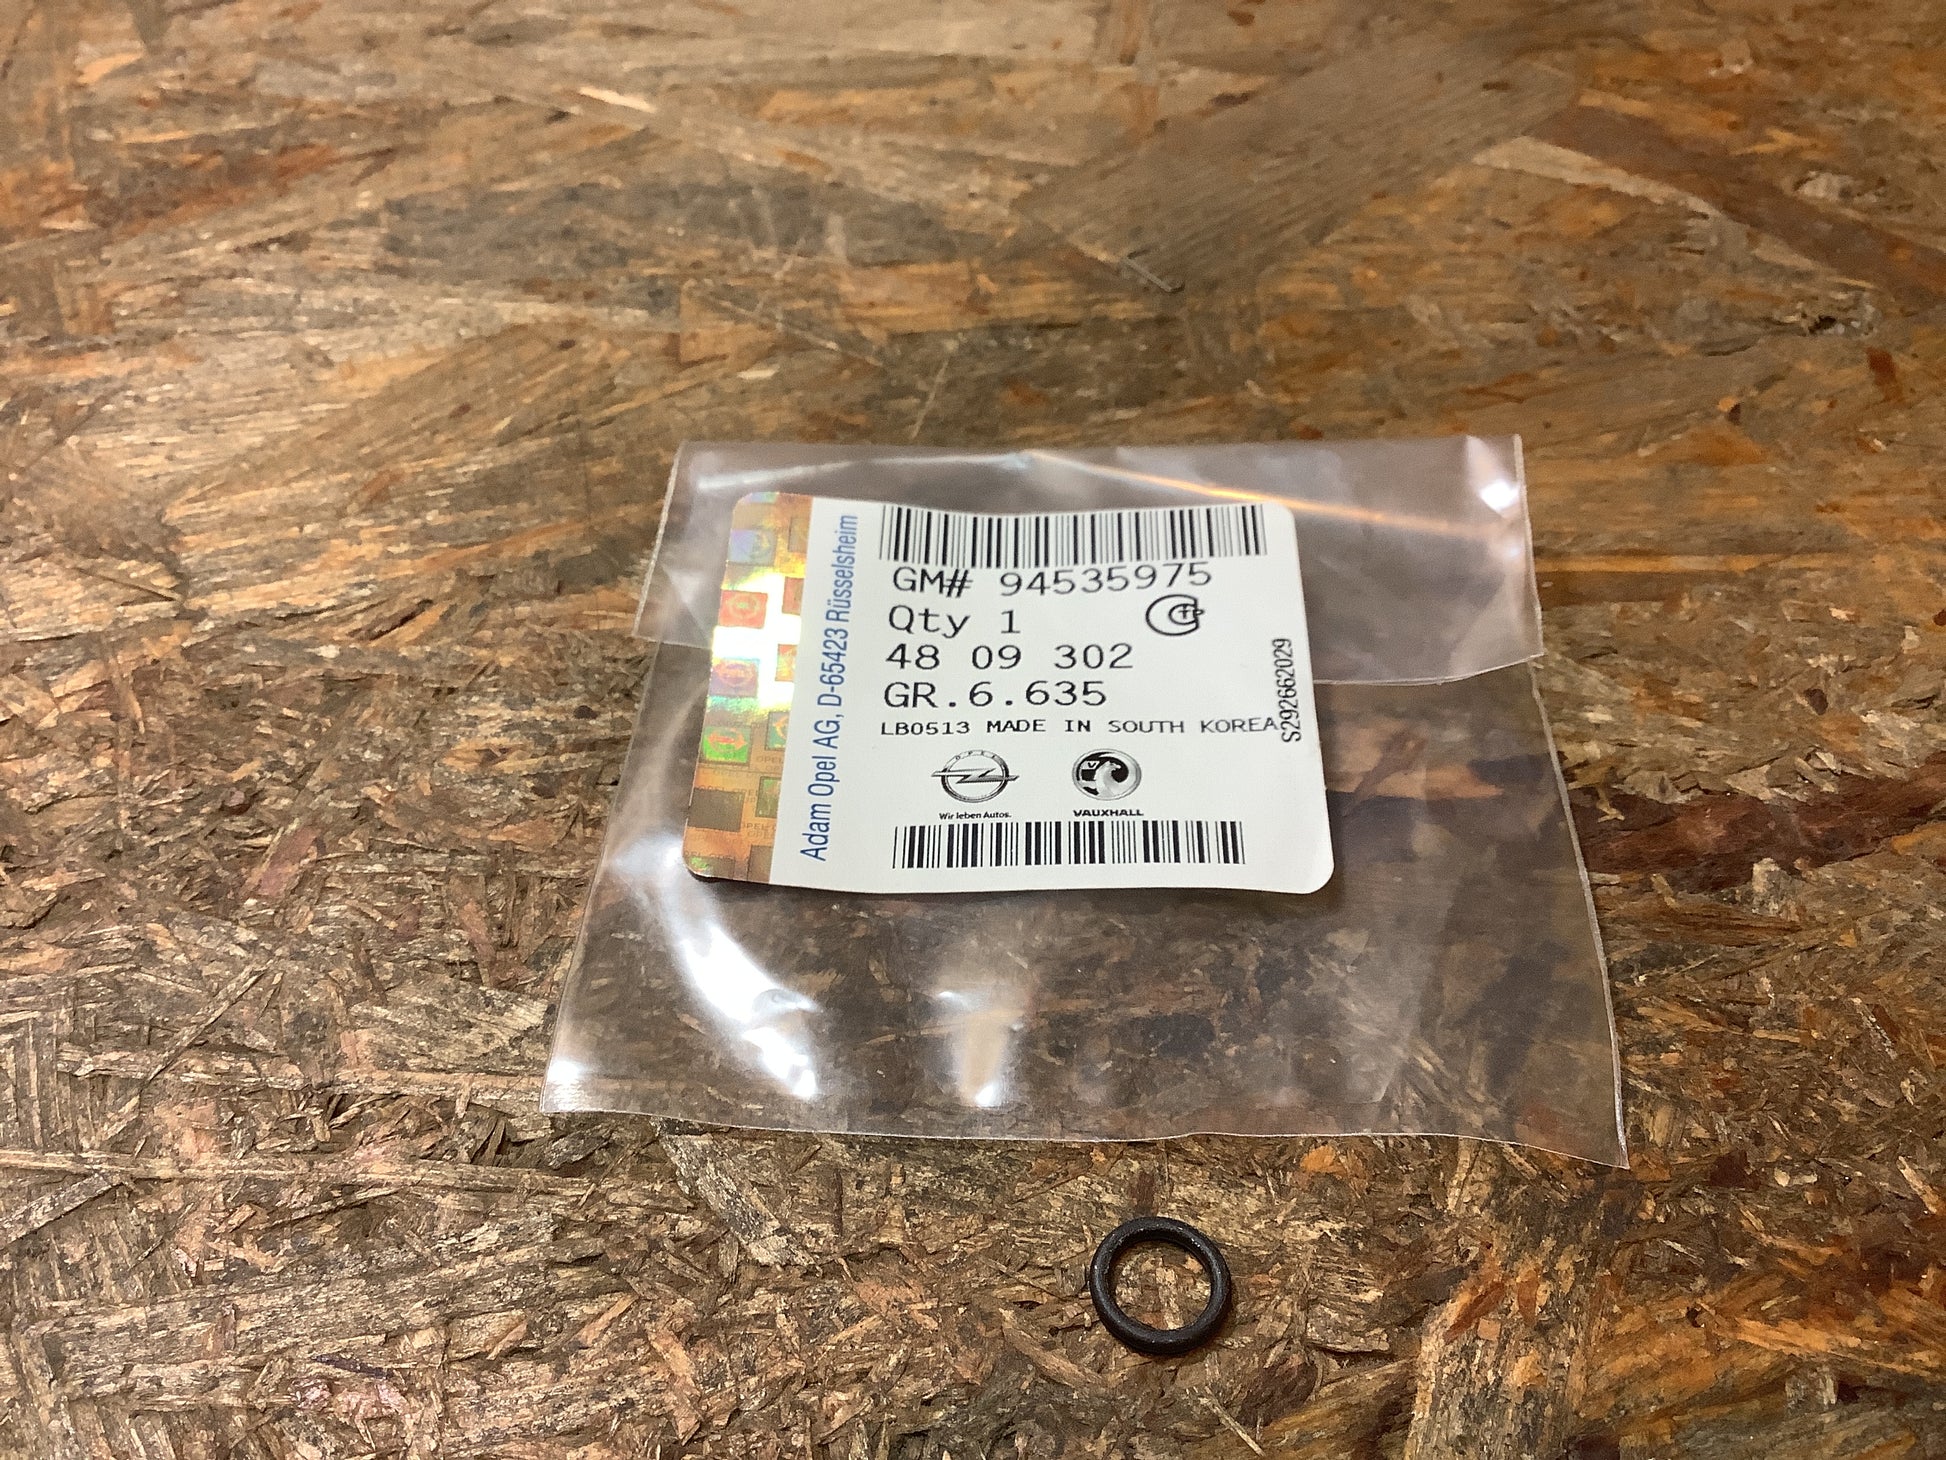 Adam Opel AG, D-65423 Rüsselsheim
GM# 94535975
Qty 1
48 09 302
GR.6.635
LB0513 MADE IN SOUTH KOREA
S292662029
OPEL
Wir leben Autos.
VAUXHALL